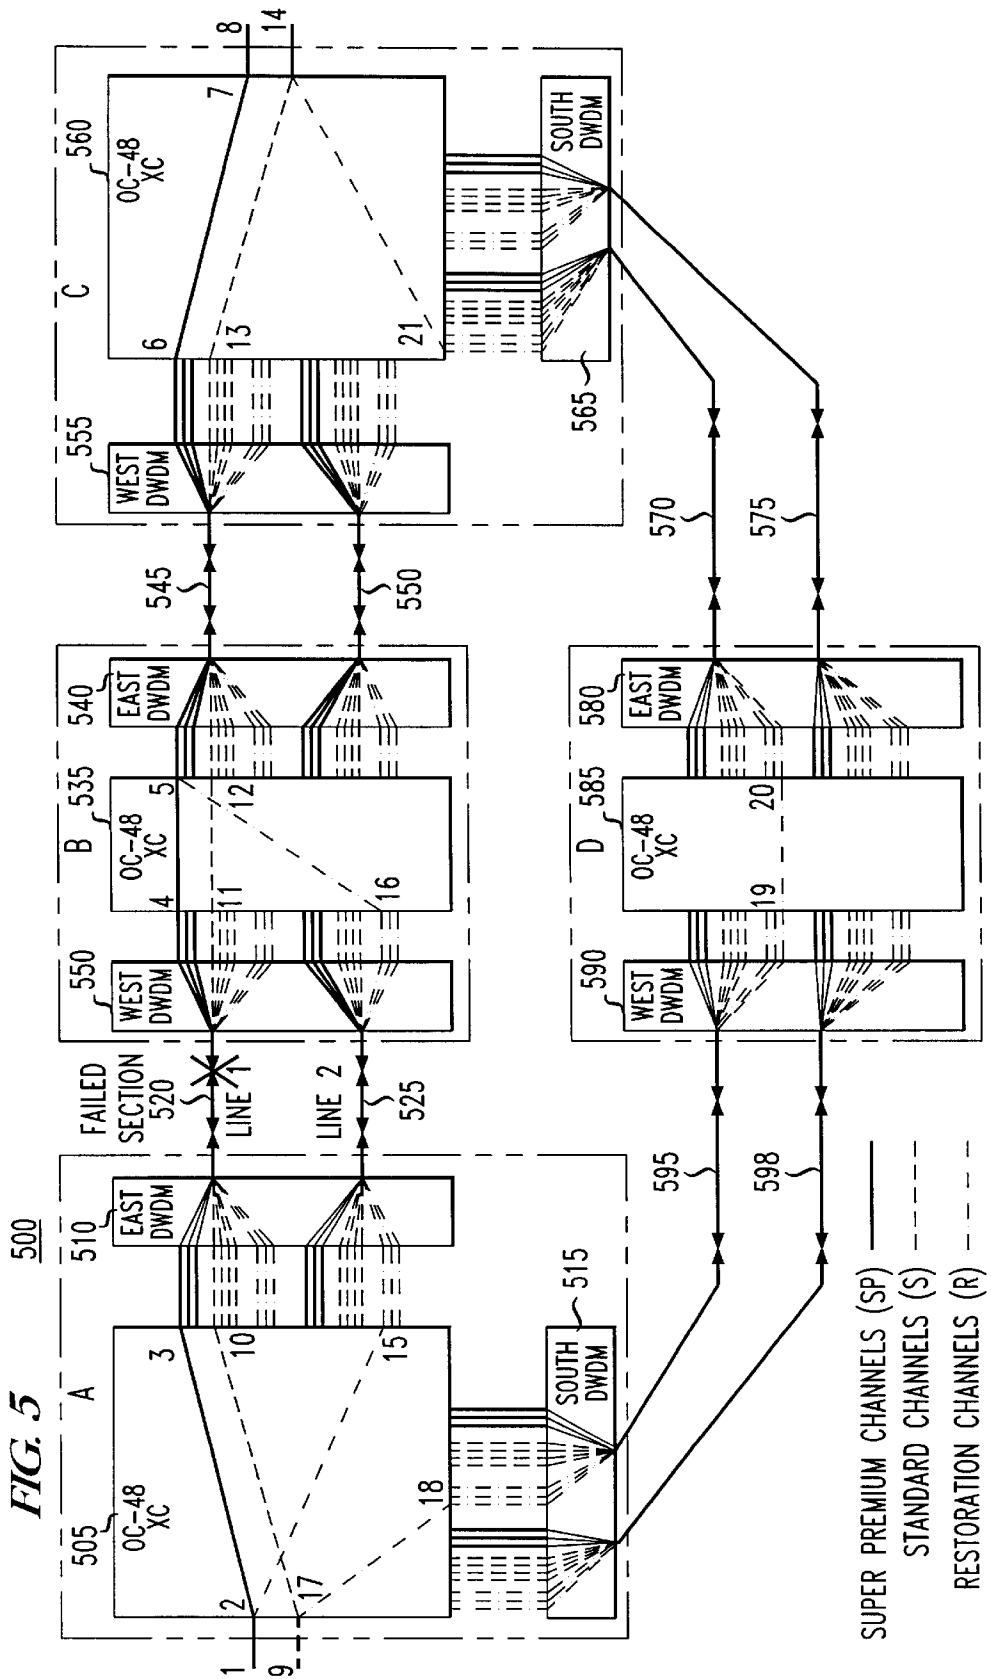 FIG. 5
500
A
505
OC-48
XC
1
2
3
9
10
15
17
18
510
EAST
DWDM
SOUTH
DWDM
515
FAILED
SECTION
520
LINE 1
LINE 2
525
B
550
WEST
DWDM
535
OC-48
XC
4
5
11
12
16
540
EAST
DWDM
545
550
C
555
WEST
DWDM
560
OC-48
XC
6
7
8
13
14
21
SOUTH
DWDM
565
570
575
D
590
WEST
DWDM
585
OC-48
XC
19
20
580
EAST
DWDM
595
598
SUPER PREMIUM CHANNELS (SP)
STANDARD CHANNELS (S)
RESTORATION CHANNELS (R)